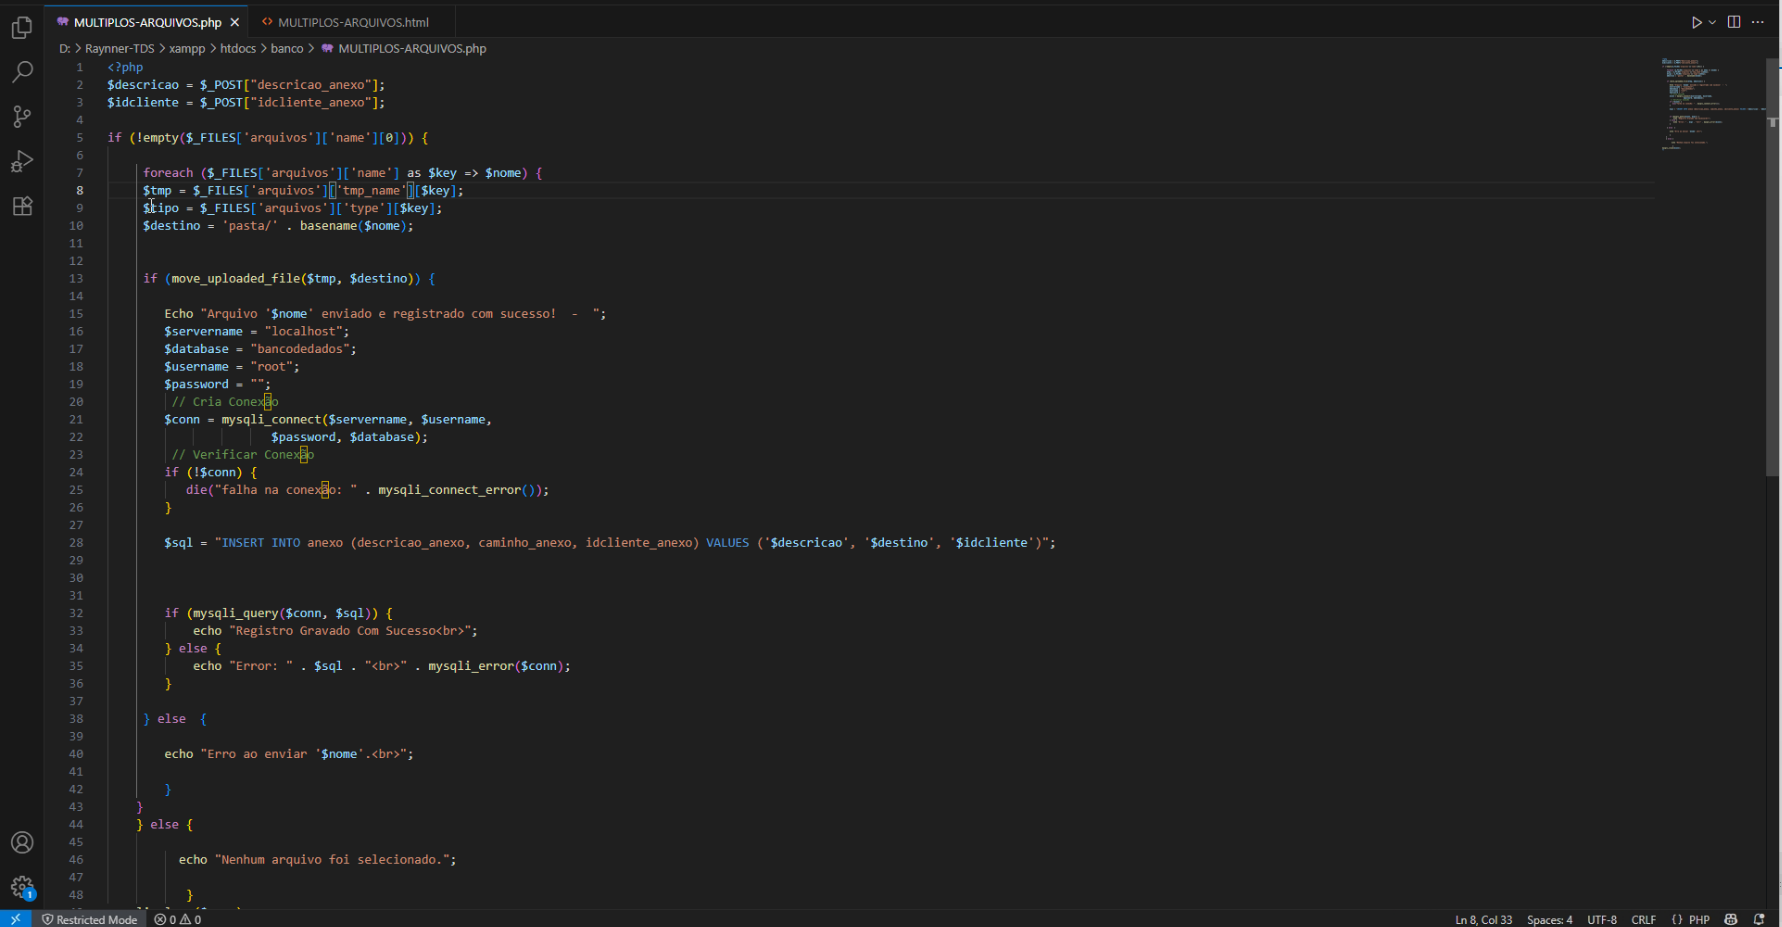 MULTIPLOS-ARQUIVOS.php
MULTIPLOS-ARQUIVOS.html
D: > Raynner-TDS > xampp > htdocs > banco > MULTIPLOS-ARQUIVOS.php
1 <?php
2 $descricao = $_POST["descricao_anexo"];
3 $idcliente = $_POST["idcliente_anexo"];
4
5 if (!empty($_FILES['arquivos']['name'][0])) {
6
7 foreach ($_FILES['arquivos']['name'] as $key => $nome) {
8 $tmp = $_FILES['arquivos']['tmp_name'][$key];
9 $tipo = $_FILES['arquivos']['type'][$key];
10 $destino = 'pasta/' . basename($nome);
11
12
13 if (move_uploaded_file($tmp, $destino)) {
14
15 Echo "Arquivo '$nome' enviado e registrado com sucesso!  -  ";
16 $servername = "localhost";
17 $database = "bancodedados";
18 $username = "root";
19 $password = "";
20 // Cria Conexão
21 $conn = mysqli_connect($servername, $username,
22 $password, $database);
23 // Verificar Conexão
24 if (!$conn) {
25 die("falha na conexão: " . mysqli_connect_error());
26 }
27
28 $sql = "INSERT INTO anexo (descricao_anexo, caminho_anexo, idcliente_anexo) VALUES ('$descricao', '$destino', '$idcliente')";
29
30
31
32 if (mysqli_query($conn, $sql)) {
33 echo "Registro Gravado Com Sucesso<br>";
34 } else {
35 echo "Error: " . $sql . "<br>" . mysqli_error($conn);
36 }
37
38 } else  {
39
40 echo "Erro ao enviar '$nome'.<br>";
41
42 }
43 }
44 } else {
45
46 echo "Nenhum arquivo foi selecionado.";
47
48 }
1
Restricted Mode 0 0 Ln 8, Col 33 Spaces: 4 UTF-8 CRLF {} PHP